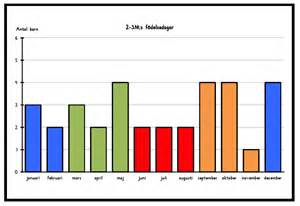 2-3M:s födelsedagar
Antal barn
6
5
4
3
2
1
0
januari februari mars april maj juni juli augusti september oktober november december